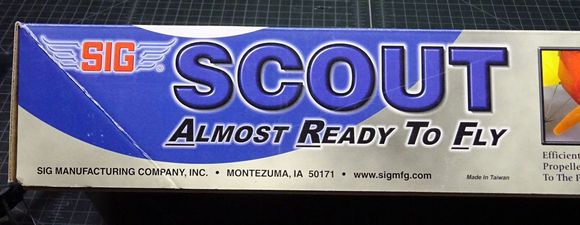 SIG ®
SCOUT
ALMOST READY TO FLY
SIG MANUFACTURING COMPANY, INC. • MONTEZUMA, IA 50171 • www.sigmfg.com
Made In Taiwan
Efficient
Propelle
To The P